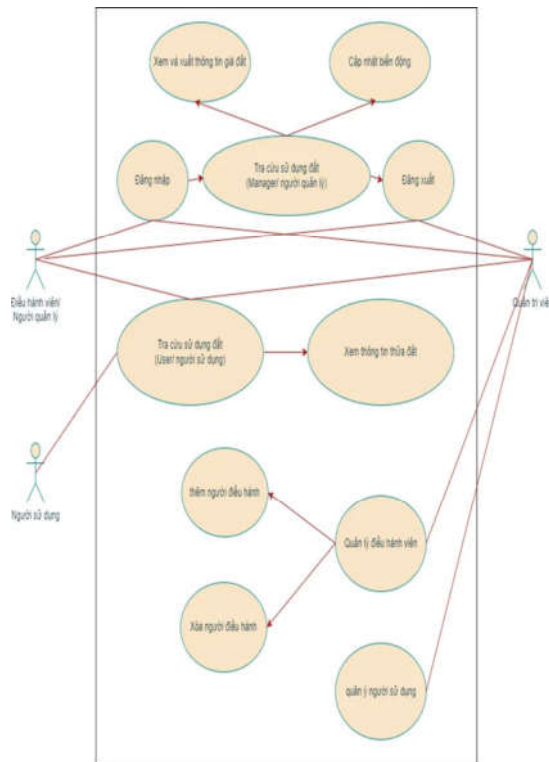 Xem và xuất thông tin giá đất
Cập nhật biến động
Đăng nhập
Tra cứu sử dụng đất
(Manager/ người quản lý)
Đăng xuất
Điều hành viên/
Người quản lý
Quản trị viên
Tra cứu sử dụng đất
(User/ người sử dụng)
Xem thông tin thửa đất
Người sử dụng
thêm người điều hành
Quản lý điều hành viên
Xóa người điều hành
quản ý người sử dụng